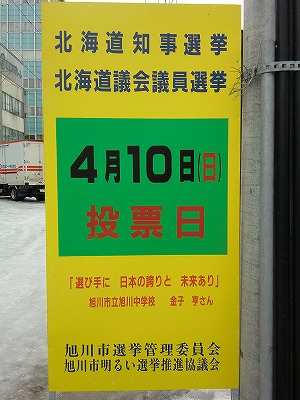 北海道知事選挙
北海道議会議員選挙
4月10日(日)
投票日
「選び手に 日本の誇りと 未来あり」
旭川市立旭川中学校 金子 亨さん
旭川市選挙管理委員会
旭川市明るい選挙推進協議会